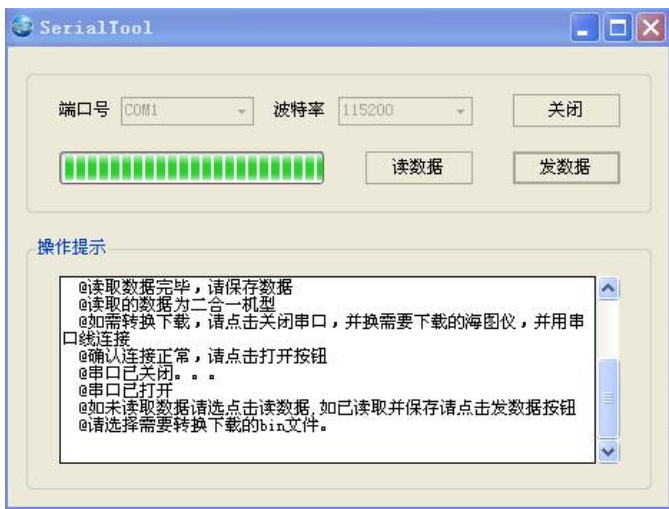 SerialTool
端口号 COM1 波特率 115200 关闭
读数据 发数据
操作提示
@读取数据完毕，请保存数据
@读取的数据为二合一机型
@如需转换下载，请点击关闭串口，并换需要下载的海图仪，并用串
口线连接
@确认连接正常，请点击打开按钮
@串口已关闭。。。
@串口已打开
@如未读取数据请选点击读数据,如已读取并保存请点击发数据按钮
@请选择需要转换下载的bin文件。